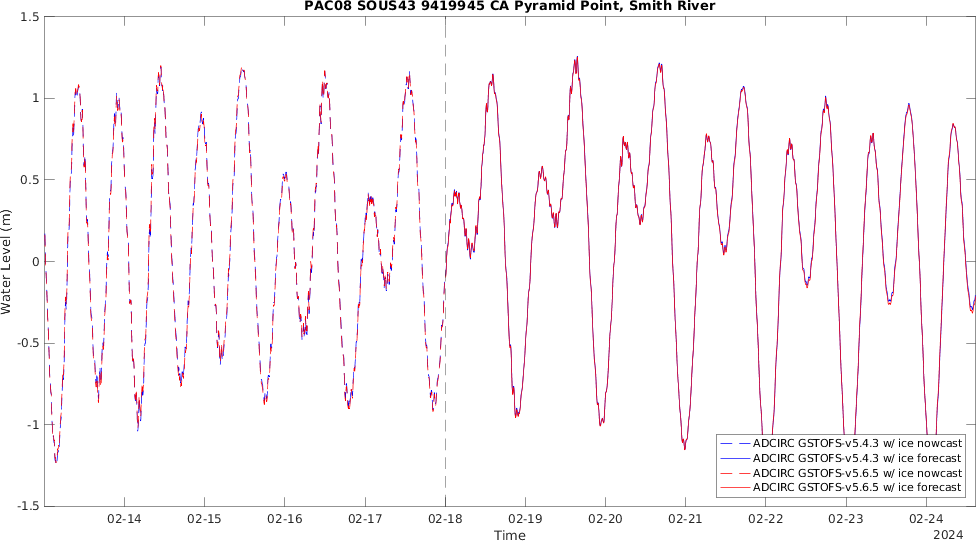 PAC08 SOUS43 9419945 CA Pyramid Point, Smith River
1.5
1
0.5
0
-0.5
-1
-1.5
Water Level (m)
ADCIRC GSTOFS-v5.4.3 w/ ice nowcast
ADCIRC GSTOFS-v5.4.3 w/ ice forecast
ADCIRC GSTOFS-v5.6.5 w/ ice nowcast
ADCIRC GSTOFS-v5.6.5 w/ ice forecast
02-14 02-15 02-16 02-17 02-18 02-19 02-20 02-21 02-22 02-23 02-24
Time
2024